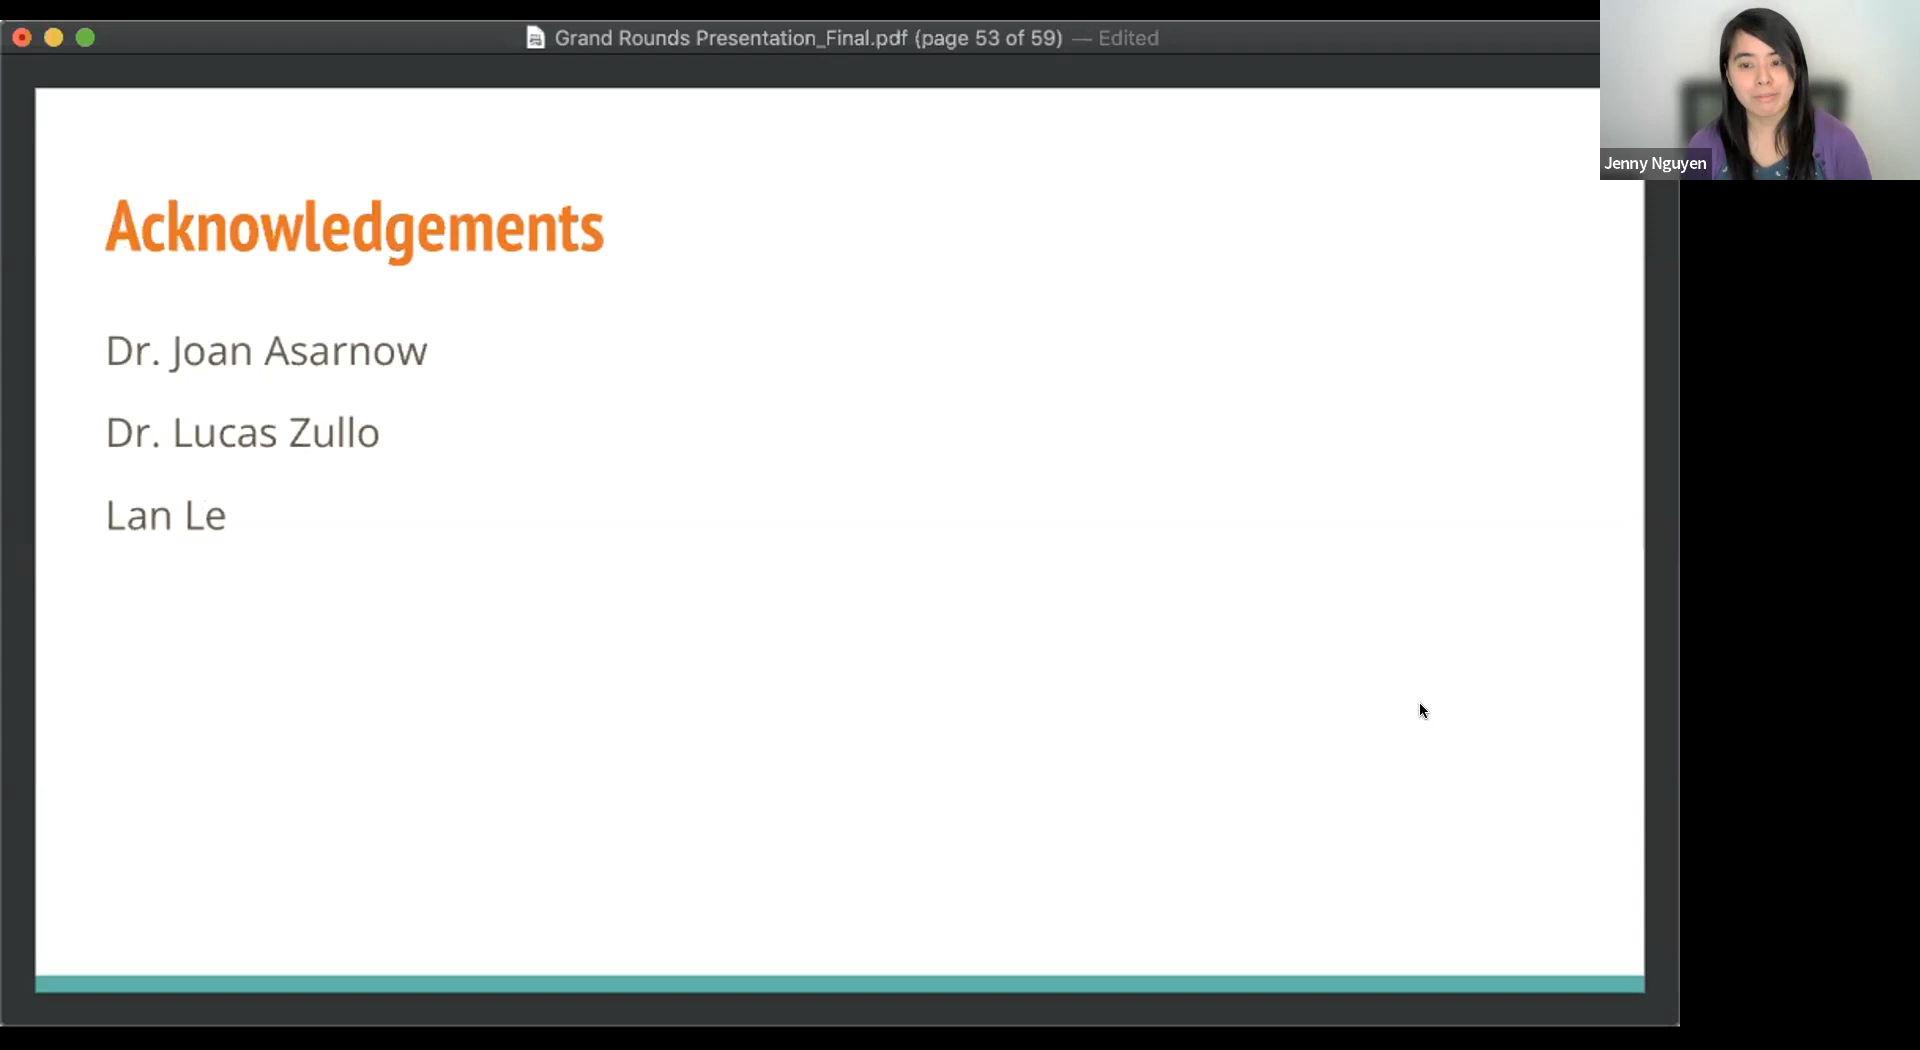 Grand Rounds Presentation_Final.pdf (page 53 of 59) — Edited
Jenny Nguyen
Acknowledgements
Dr. Joan Asarnow
Dr. Lucas Zullo
Lan Le